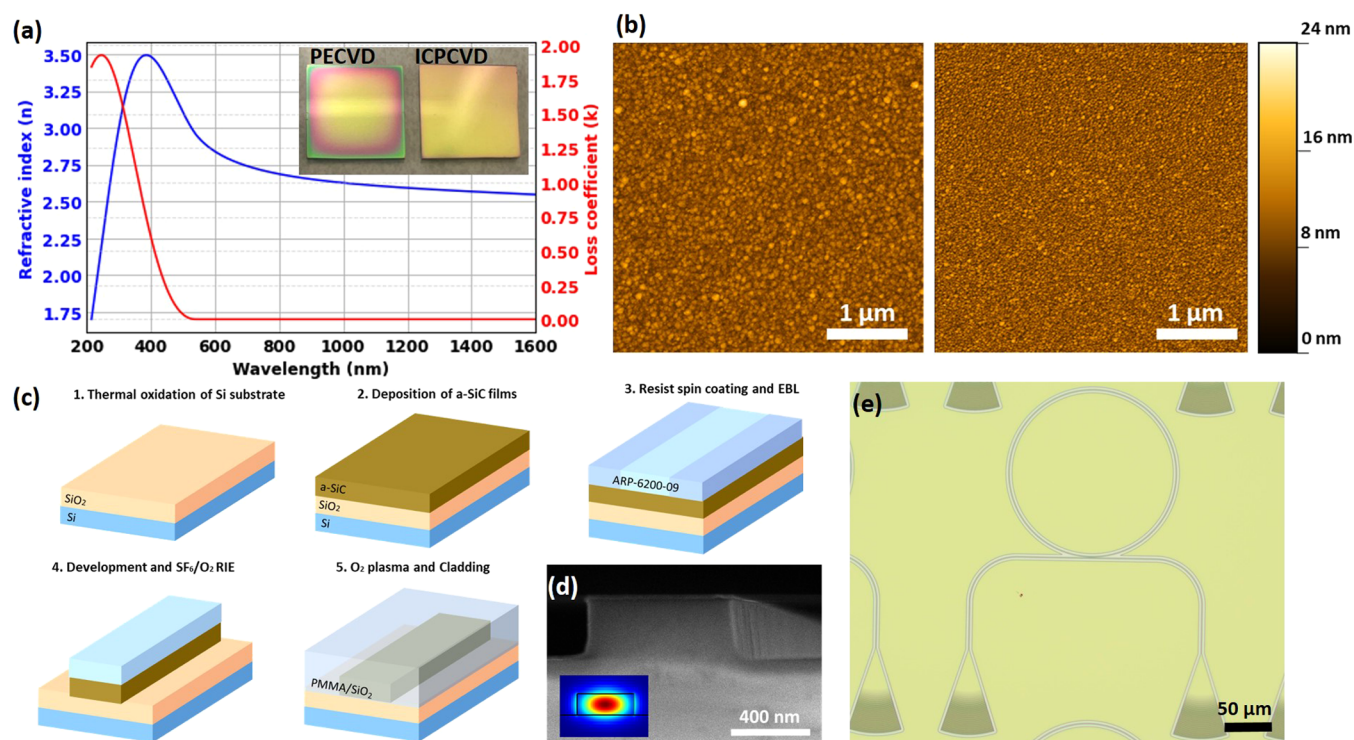 (a)
PECVD
ICPCVD
3.50
3.25
3.00
2.75
2.50
2.25
2.00
1.75
Refractive index (n)
2.00
1.75
1.50
1.25
1.00
0.75
0.50
0.25
0.00
Loss coefficient (k)
200
400
600
800
1000
1200
1400
1600
Wavelength (nm)
(b)
1 μm
1 μm
24 nm
16 nm
8 nm
0 nm
(c)
1. Thermal oxidation of Si substrate
SiO₂
Si
2. Deposition of a-SiC films
a-SiC
SiO₂
Si
3. Resist spin coating and EBL
ARP-6200-09
4. Development and SF₆/O₂ RIE
5. O₂ plasma and Cladding
PMMA/SiO₂
(d)
400 nm
(e)
50 μm